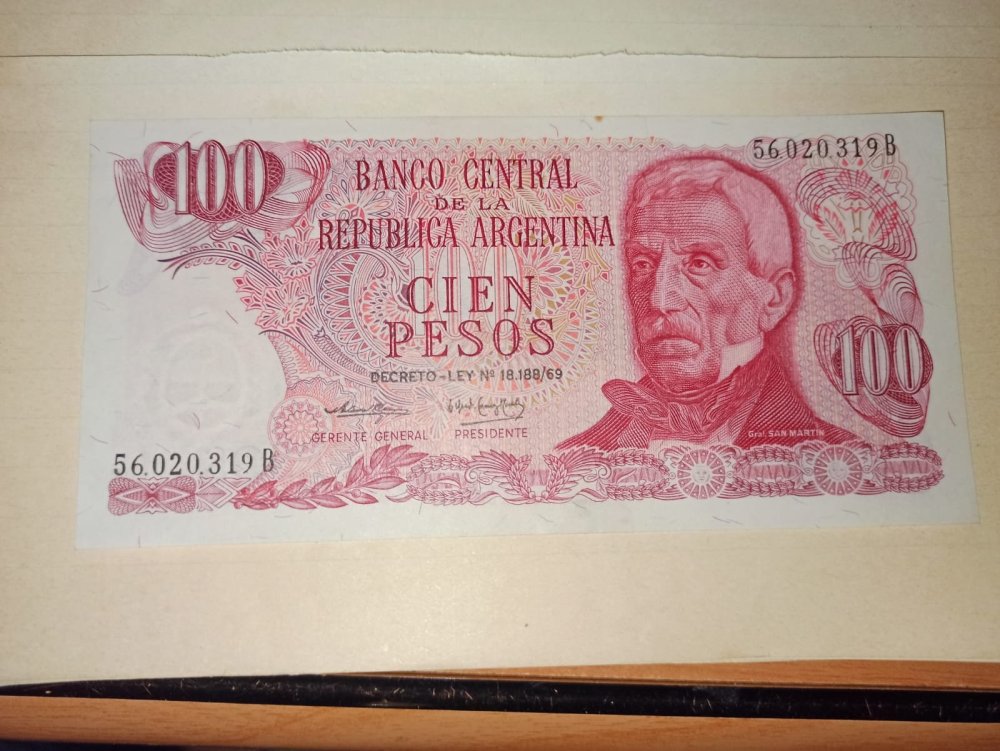 100
56.020.319 B
BANCO CENTRAL
DE LA
REPUBLICA ARGENTINA
CIEN
PESOS
DECRETO-LEY Nº 18.188/69
GERENTE GENERAL PRESIDENTE
100
Gral. SAN MARTIN
56.020.319 B